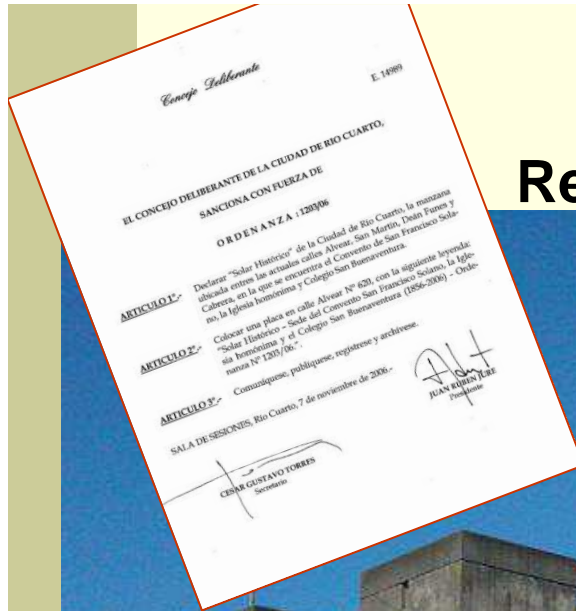 Concejo Deliberante
E. 14989
EL CONCEJO DELIBERANTE DE LA CIUDAD DE RIO CUARTO,
SANCIONA CON FUERZA DE
O R D E N A N Z A : 1203/06
ARTICULO 1º.- Declarar "Solar Histórico" de la Ciudad de Río Cuarto, la manzana
ubicada entres las actuales calles Alvear, San Martín, Deán Funes y
Cabrera, en la que se encuentra el Convento de San Francisco Sola-
no, la Iglesia homónima y Colegio San Buenaventura.
ARTICULO 2º.- Colocar una placa en calle Alvear Nº 620, con la siguiente leyenda:
"Solar Histórico – Sede del Convento San Francisco Solano, la Igle-
sia homónima y el Colegio San Buenaventura (1856-2006) – Orde-
nanza Nº 1203/06.".
ARTICULO 3º.- Comuníquese, publíquese, regístrese y archívese.
SALA DE SESIONES, Río Cuarto, 7 de noviembre de 2006.-
JUAN RUBEN JURE
Presidente
CESAR GUSTAVO TORRES
Secretario
Re